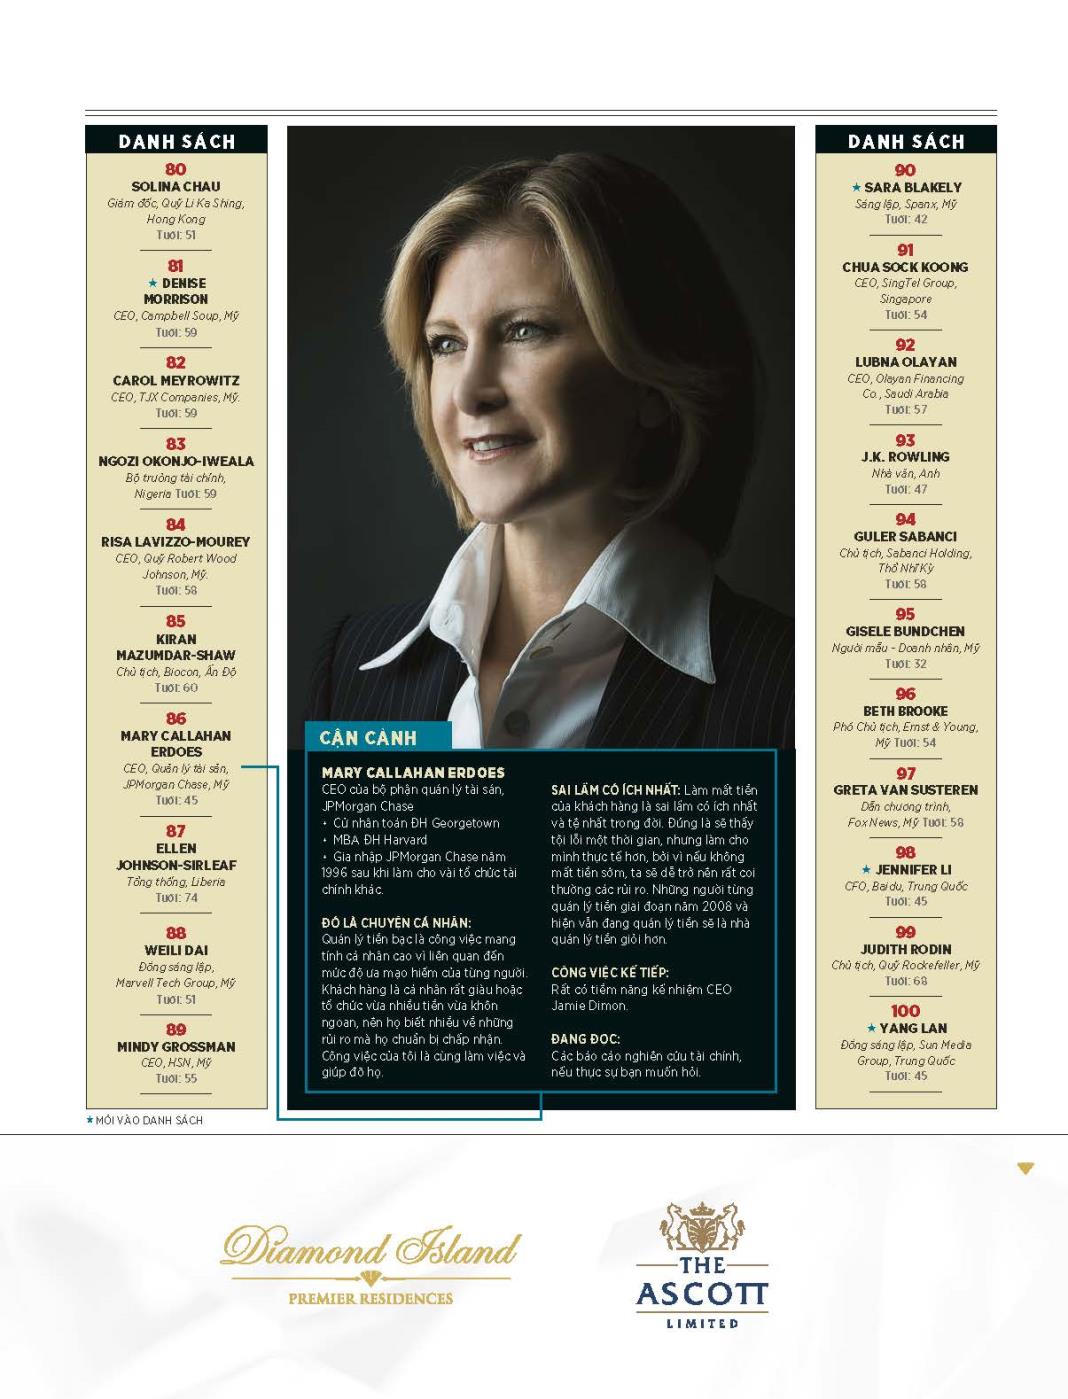 DANH SÁCH
80
SOLINA CHAU
Giám đốc, Quỹ Li Ka Shing,
Hong Kong
Tuổi: 51
81
★ DENISE
MORRISON
CEO, Campbell Soup, Mỹ
Tuổi: 59
82
CAROL MEYROWITZ
CEO, TJX Companies, Mỹ.
Tuổi: 59
83
NGOZI OKONJO-IWEALA
Bộ trưởng tài chính,
Nigeria Tuổi: 59
84
RISA LAVIZZO-MOUREY
CEO, Quỹ Robert Wood
Johnson, Mỹ.
Tuổi: 58
85
KIRAN
MAZUMDAR-SHAW
Chủ tịch, Biocon, Ấn Độ
Tuổi: 60
86
MARY CALLAHAN
ERDOES
CEO, Quản lý tài sản,
JPMorgan Chase, Mỹ
Tuổi: 45
87
ELLEN
JOHNSON-SIRLEAF
Tổng thống, Liberia
Tuổi: 74
88
WEILI DAI
Đồng sáng lập,
Marvell Tech Group, Mỹ
Tuổi: 51
89
MINDY GROSSMAN
CEO, HSN, Mỹ
Tuổi: 55
★ MỚI VÀO DANH SÁCH
CẬN CẢNH
MARY CALLAHAN ERDOES
CEO của bộ phận quản lý tài sản,
JPMorgan Chase
• Cử nhân toán ĐH Georgetown
• MBA ĐH Harvard
• Gia nhập JPMorgan Chase năm
1996 sau khi làm cho vài tổ chức tài
chính khác.
ĐÓ LÀ CHUYỆN CÁ NHÂN:
Quản lý tiền bạc là công việc mang
tính cá nhân cao vì liên quan đến
mức độ ưa mạo hiểm của từng người.
Khách hàng là cá nhân rất giàu hoặc
tổ chức vừa nhiều tiền vừa khôn
ngoan, nên họ biết nhiều về những
rủi ro mà họ chuẩn bị chấp nhận.
Công việc của tôi là cùng làm việc và
giúp đỡ họ.
SAI LẦM CÓ ÍCH NHẤT: Làm mất tiền
của khách hàng là sai lầm có ích nhất
và tệ nhất trong đời. Đúng là sẽ thấy
tội lỗi một thời gian, nhưng làm cho
mình thực tế hơn, bởi vì nếu không
mất tiền sớm, ta sẽ dễ trở nên rất coi
thường các rủi ro. Những người từng
quản lý tiền giai đoạn năm 2008 và
hiện vẫn đang quản lý tiền sẽ là nhà
quản lý tiền giỏi hơn.
CÔNG VIỆC KẾ TIẾP:
Rất có tiềm năng kế nhiệm CEO
Jamie Dimon.
ĐANG ĐỌC:
Các báo cáo nghiên cứu tài chính,
nếu thực sự bạn muốn hỏi.
DANH SÁCH
90
★ SARA BLAKELY
Sáng lập, Spanx, Mỹ
Tuổi: 42
91
CHUA SOCK KOONG
CEO, SingTel Group,
Singapore
Tuổi: 54
92
LUBNA OLAYAN
CEO, Olayan Financing
Co., Saudi Arabia
Tuổi: 57
93
J.K. ROWLING
Nhà văn, Anh
Tuổi: 47
94
GULER SABANCI
Chủ tịch, Sabanci Holding,
Thổ Nhĩ Kỳ
Tuổi: 58
95
GISELE BUNDCHEN
Người mẫu - Doanh nhân, Mỹ
Tuổi: 32
96
BETH BROOKE
Phó Chủ tịch, Ernst & Young,
Mỹ Tuổi: 54
97
GRETA VAN SUSTEREN
Dẫn chương trình,
Fox News, Mỹ Tuổi: 58
98
★ JENNIFER LI
CFO, Baidu, Trung Quốc
Tuổi: 45
99
JUDITH RODIN
Chủ tịch, Quỹ Rockefeller, Mỹ
Tuổi: 68
100
★ YANG LAN
Đồng sáng lập, Sun Media
Group, Trung Quốc
Tuổi: 45
Diamond Island
PREMIER RESIDENCES
THE
ASCOTT
LIMITED